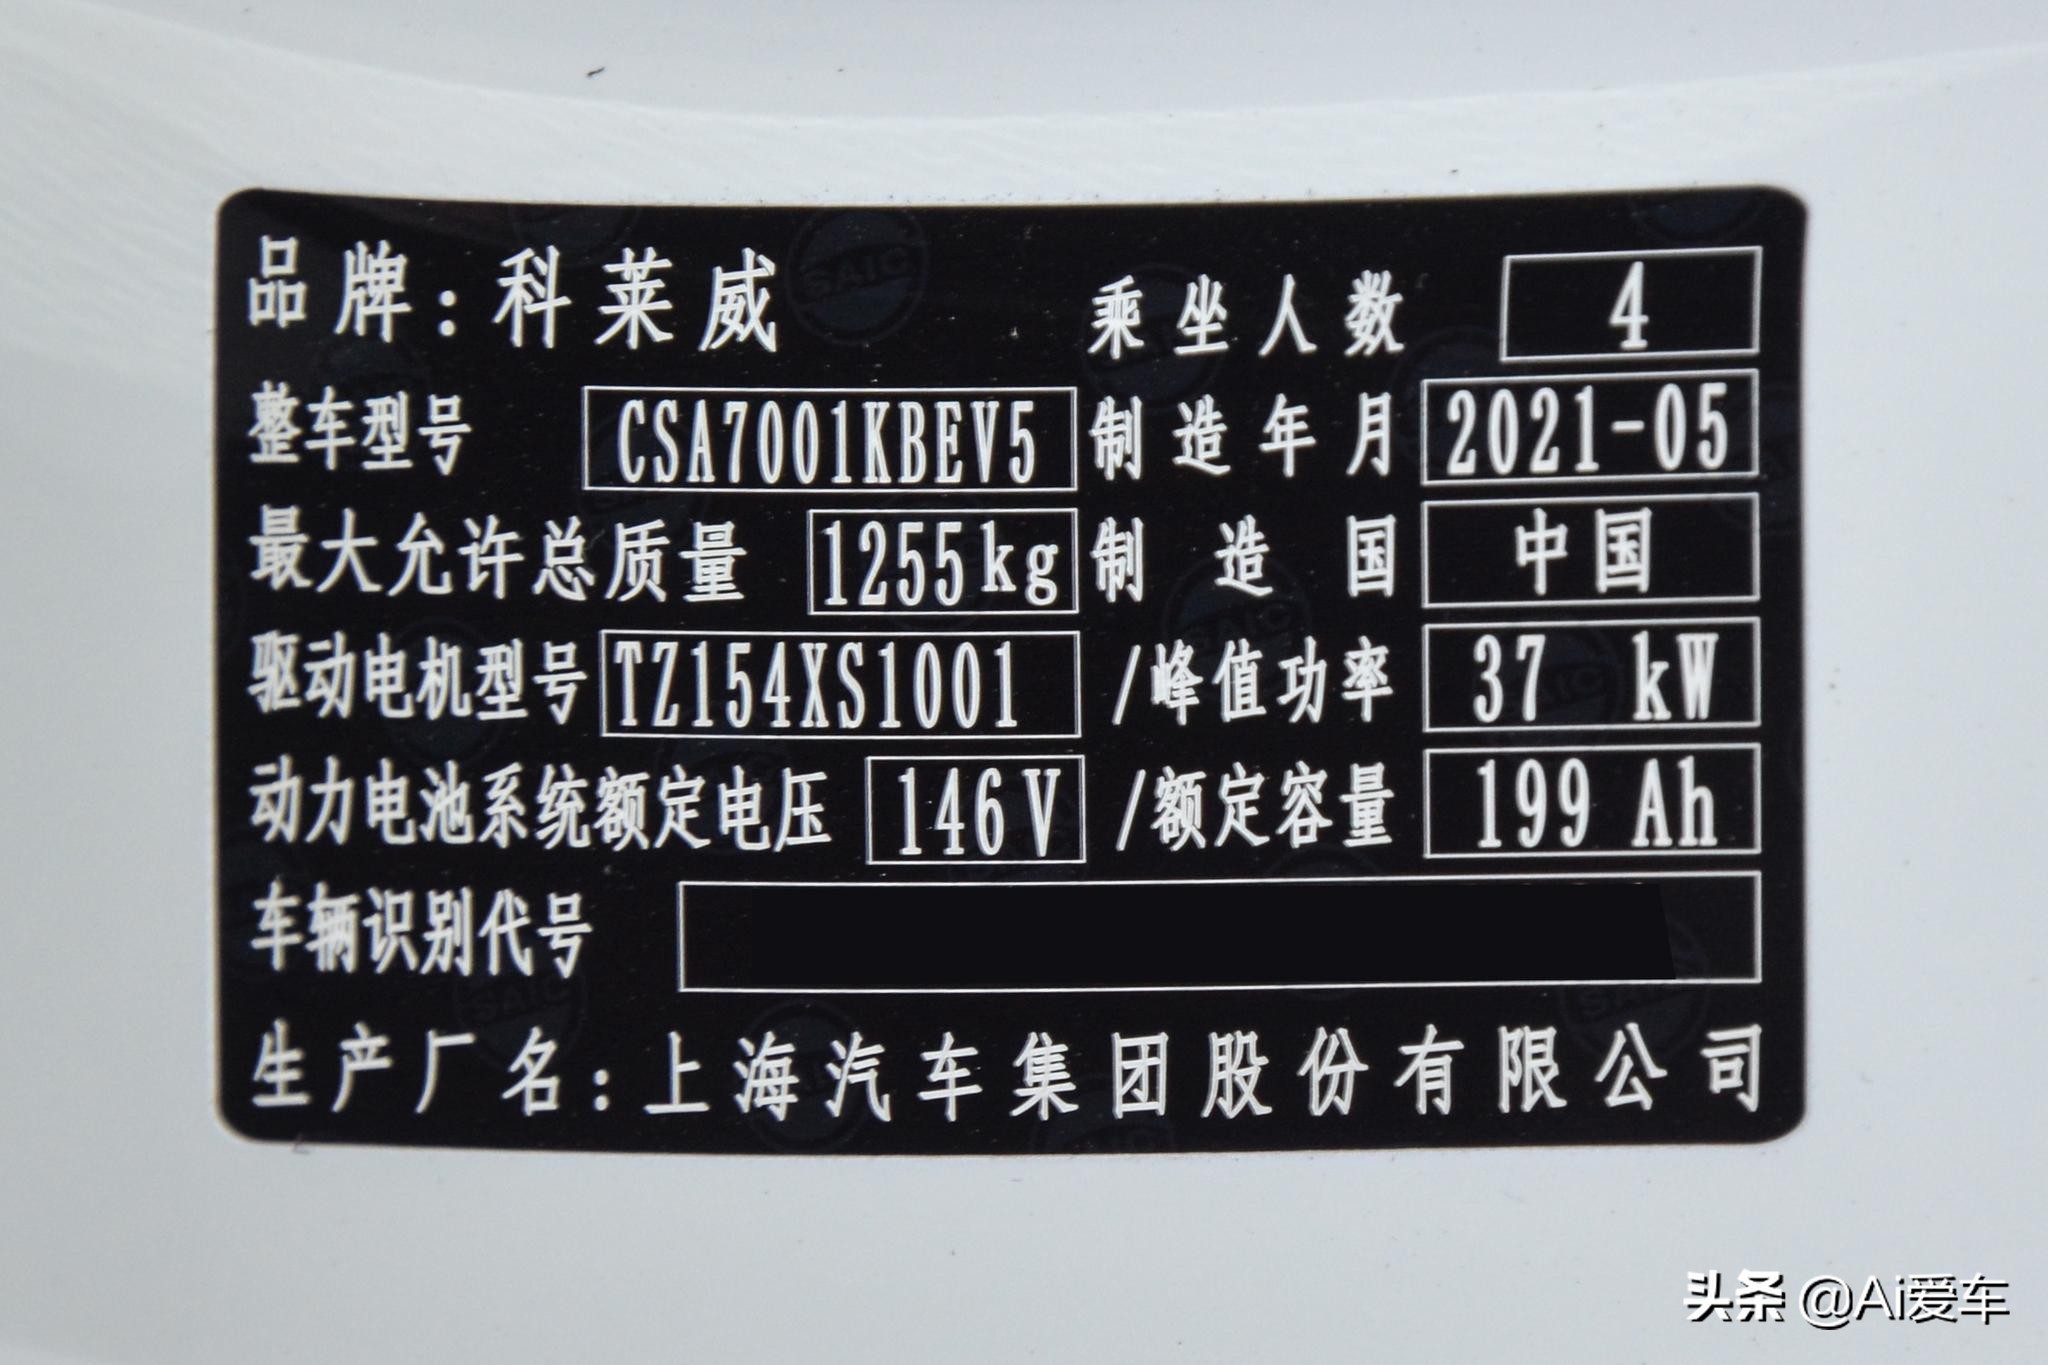 品牌：科莱威 乘坐人数 4
整车型号 CSA7001KBEV5 制造年月 2021-05
最大允许总质量 1255kg 制造国 中国
驱动电机型号 TZ154XS1001 /峰值功率 37 kW
动力电池系统额定电压 146V /额定容量 199 Ah
车辆识别代号
生产厂名：上海汽车集团股份有限公司
头条 @Ai爱车